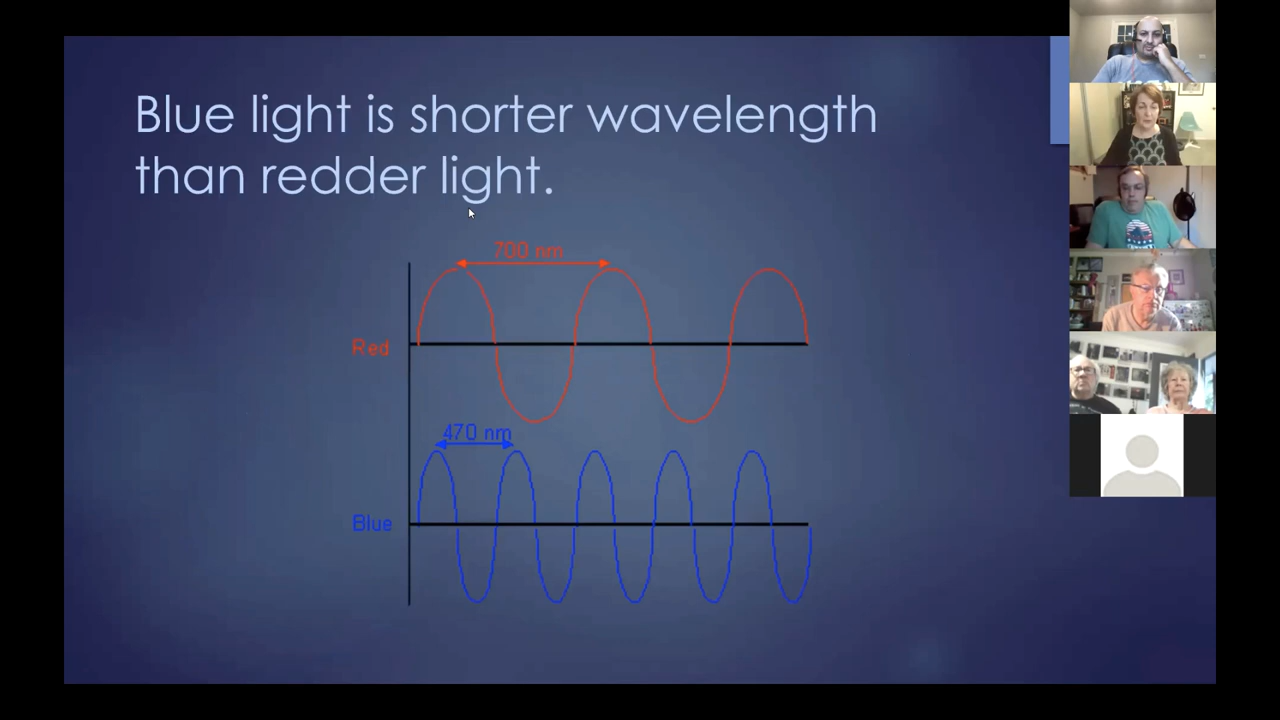 Blue light is shorter wavelength
than redder light.
700 nm
Red
470 nm
Blue